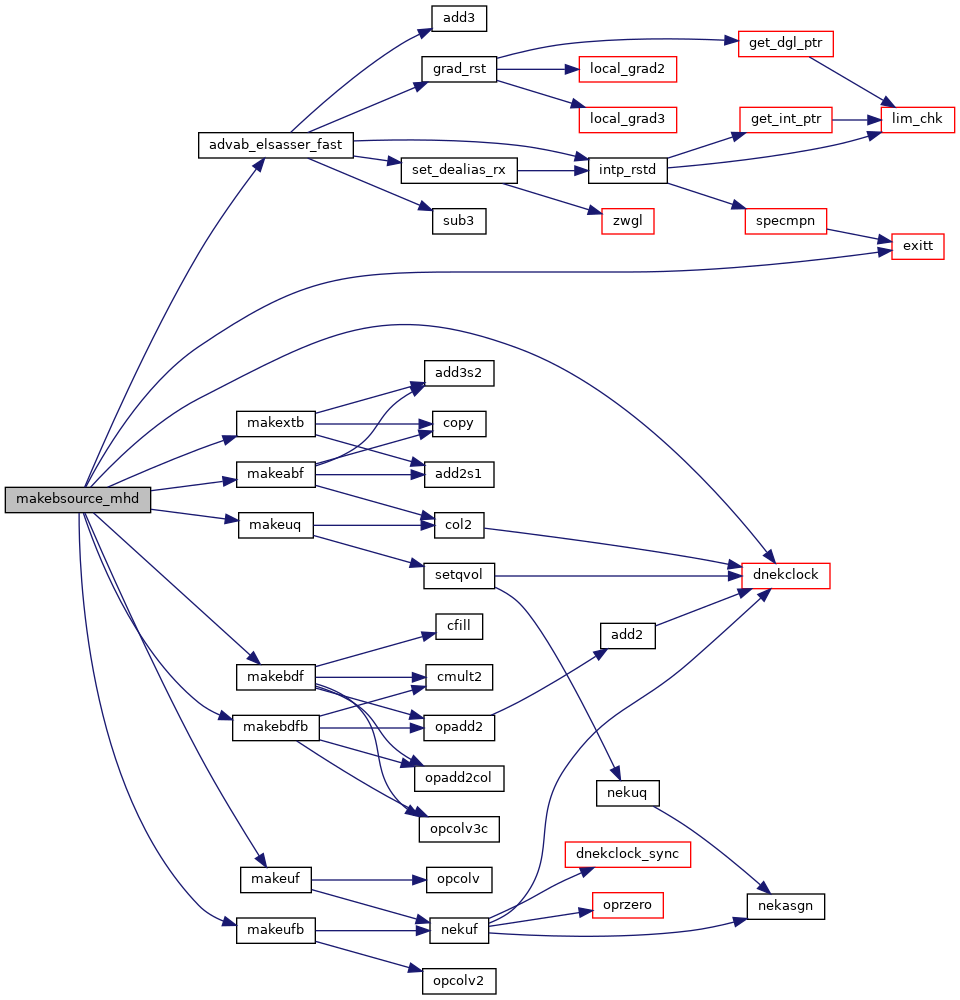 add3
get_dgl_ptr
grad_rst
local_grad2
local_grad3
get_int_ptr
lim_chk
advab_elsasser_fast
set_dealias_rx
intp_rstd
sub3
zwgl
specmpn
exitt
add3s2
makextb
copy
makeabf
add2s1
makebsource_mhd
makeuq
col2
setqvol
dnekclock
cfill
add2
makebdf
cmult2
makebdfb
opadd2
opadd2col
nekuq
opcolv3c
dnekclock_sync
makeuf
opcolv
oprzero
nekasgn
makeufb
nekuf
opcolv2